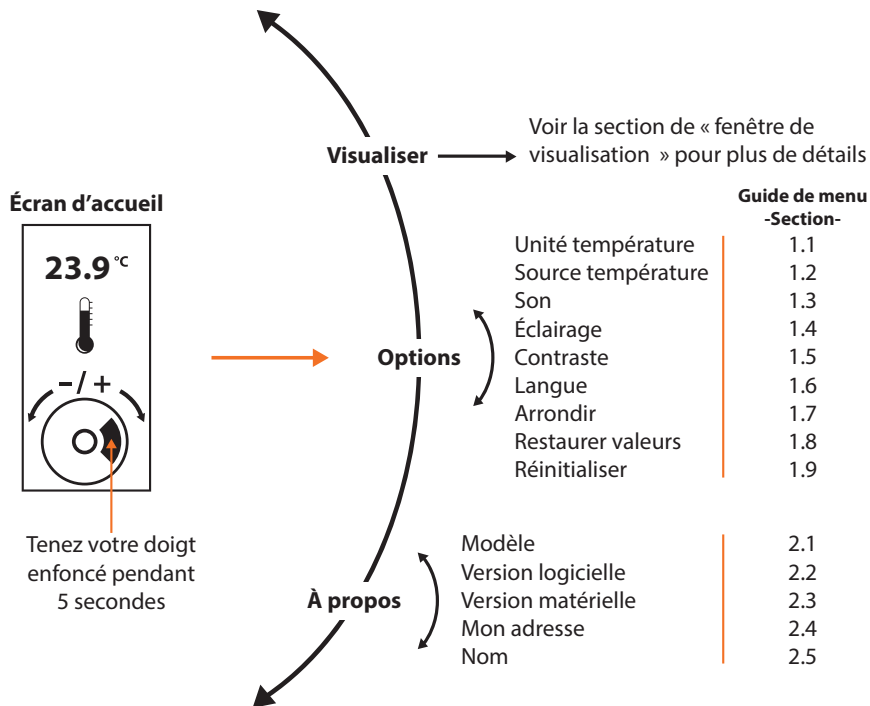 Visualiser
Voir la section de « fenêtre de
visualisation » pour plus de détails
Écran d'accueil
23.9 °C
– / +
Tenez votre doigt
enfoncé pendant
5 secondes
Options
Guide de menu
-Section-
Unité température 1.1
Source température 1.2
Son 1.3
Éclairage 1.4
Contraste 1.5
Langue 1.6
Arrondir 1.7
Restaurer valeurs 1.8
Réinitialiser 1.9
À propos
Modèle 2.1
Version logicielle 2.2
Version matérielle 2.3
Mon adresse 2.4
Nom 2.5